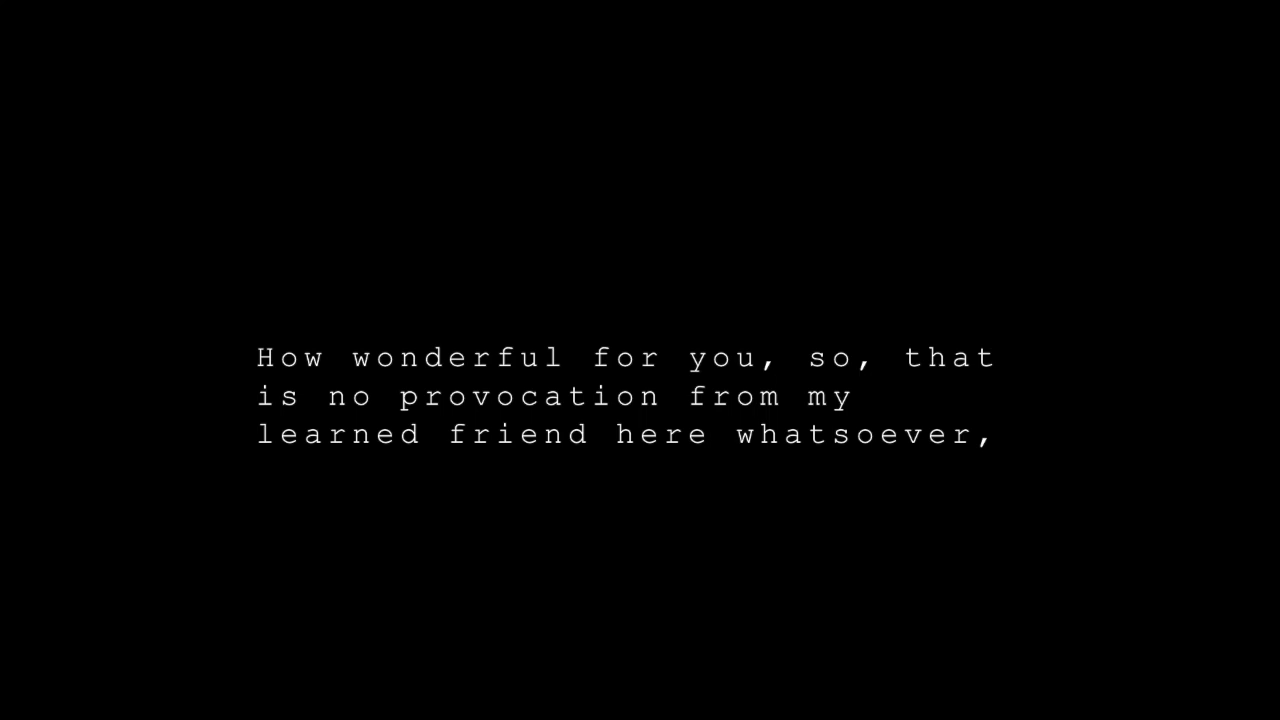 How wonderful for you, so, that
is no provocation from my
learned friend here whatsoever,